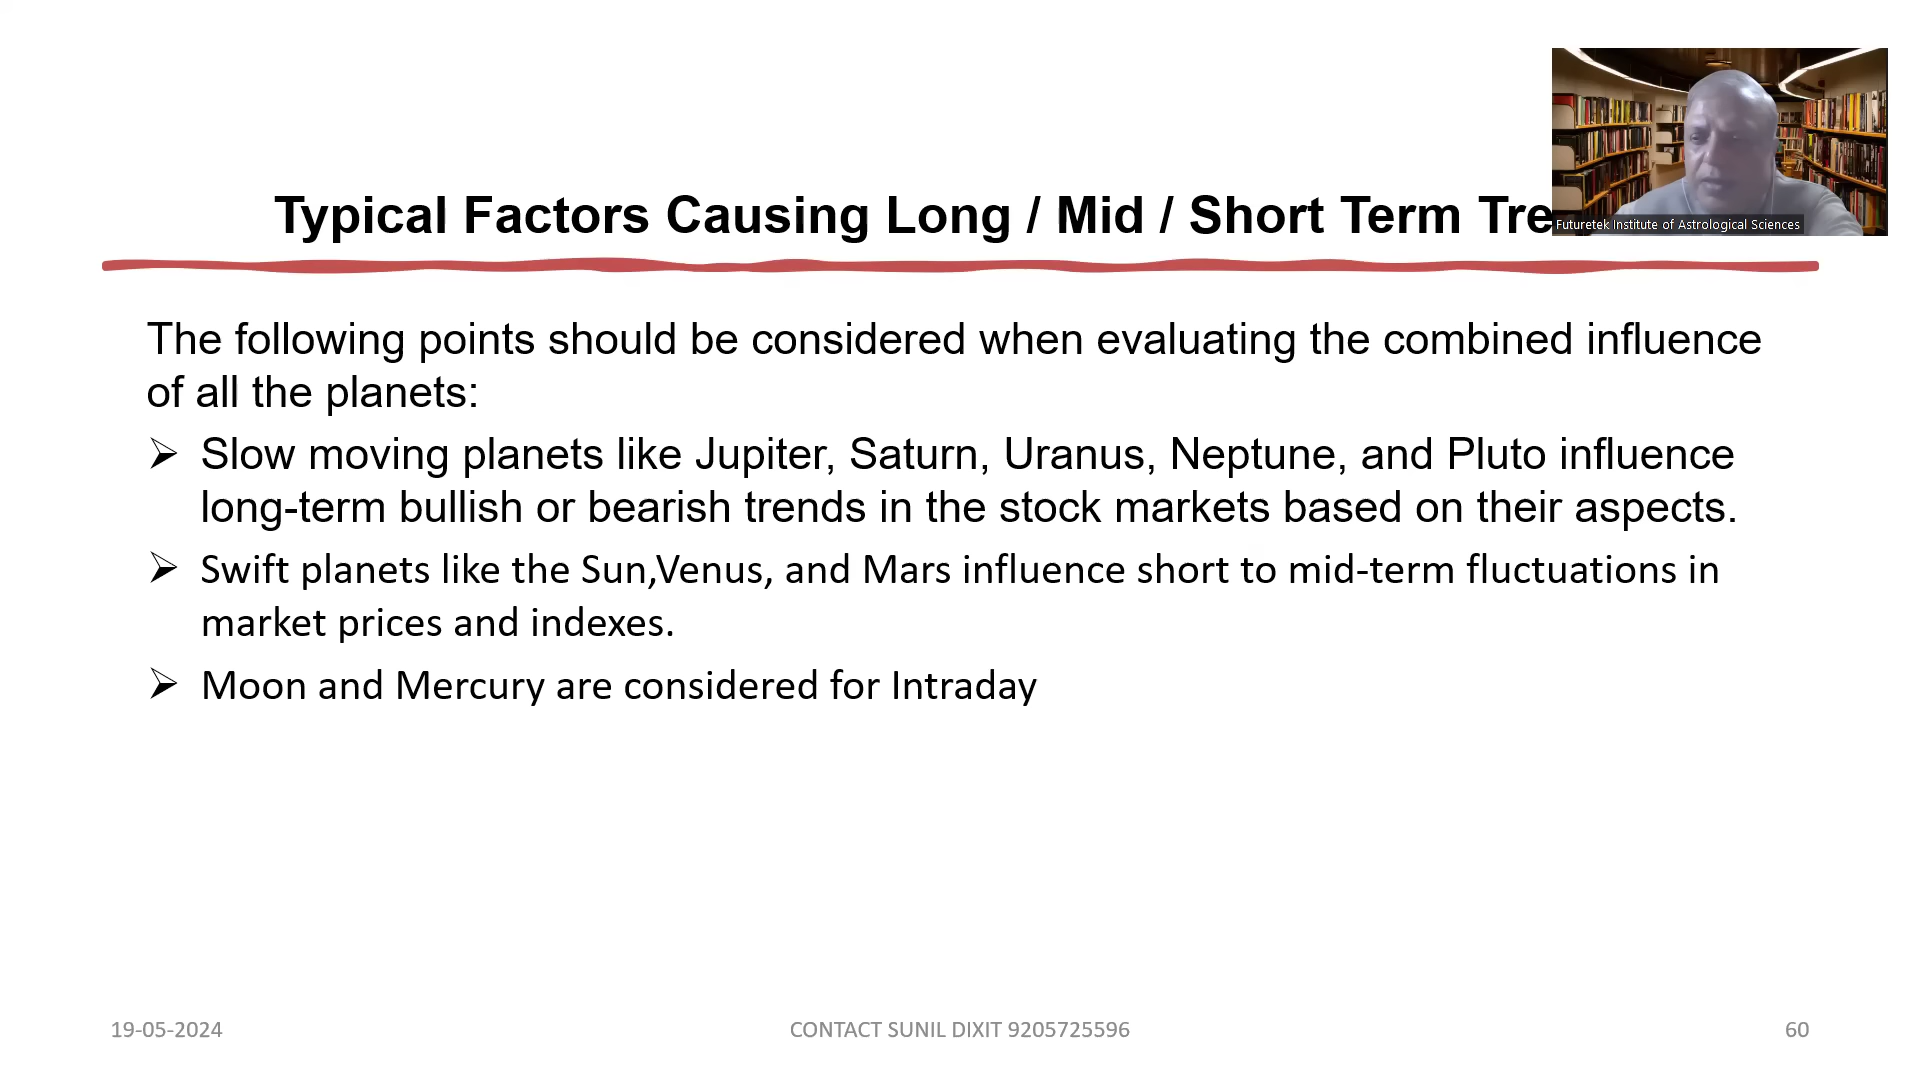 Typical Factors Causing Long / Mid / Short Term Tre
Futuretek Institute of Astrological Sciences
The following points should be considered when evaluating the combined influence
of all the planets:
➢ Slow moving planets like Jupiter, Saturn, Uranus, Neptune, and Pluto influence
long-term bullish or bearish trends in the stock markets based on their aspects.
➢ Swift planets like the Sun,Venus, and Mars influence short to mid-term fluctuations in
market prices and indexes.
➢ Moon and Mercury are considered for Intraday
19-05-2024
CONTACT SUNIL DIXIT 9205725596
60